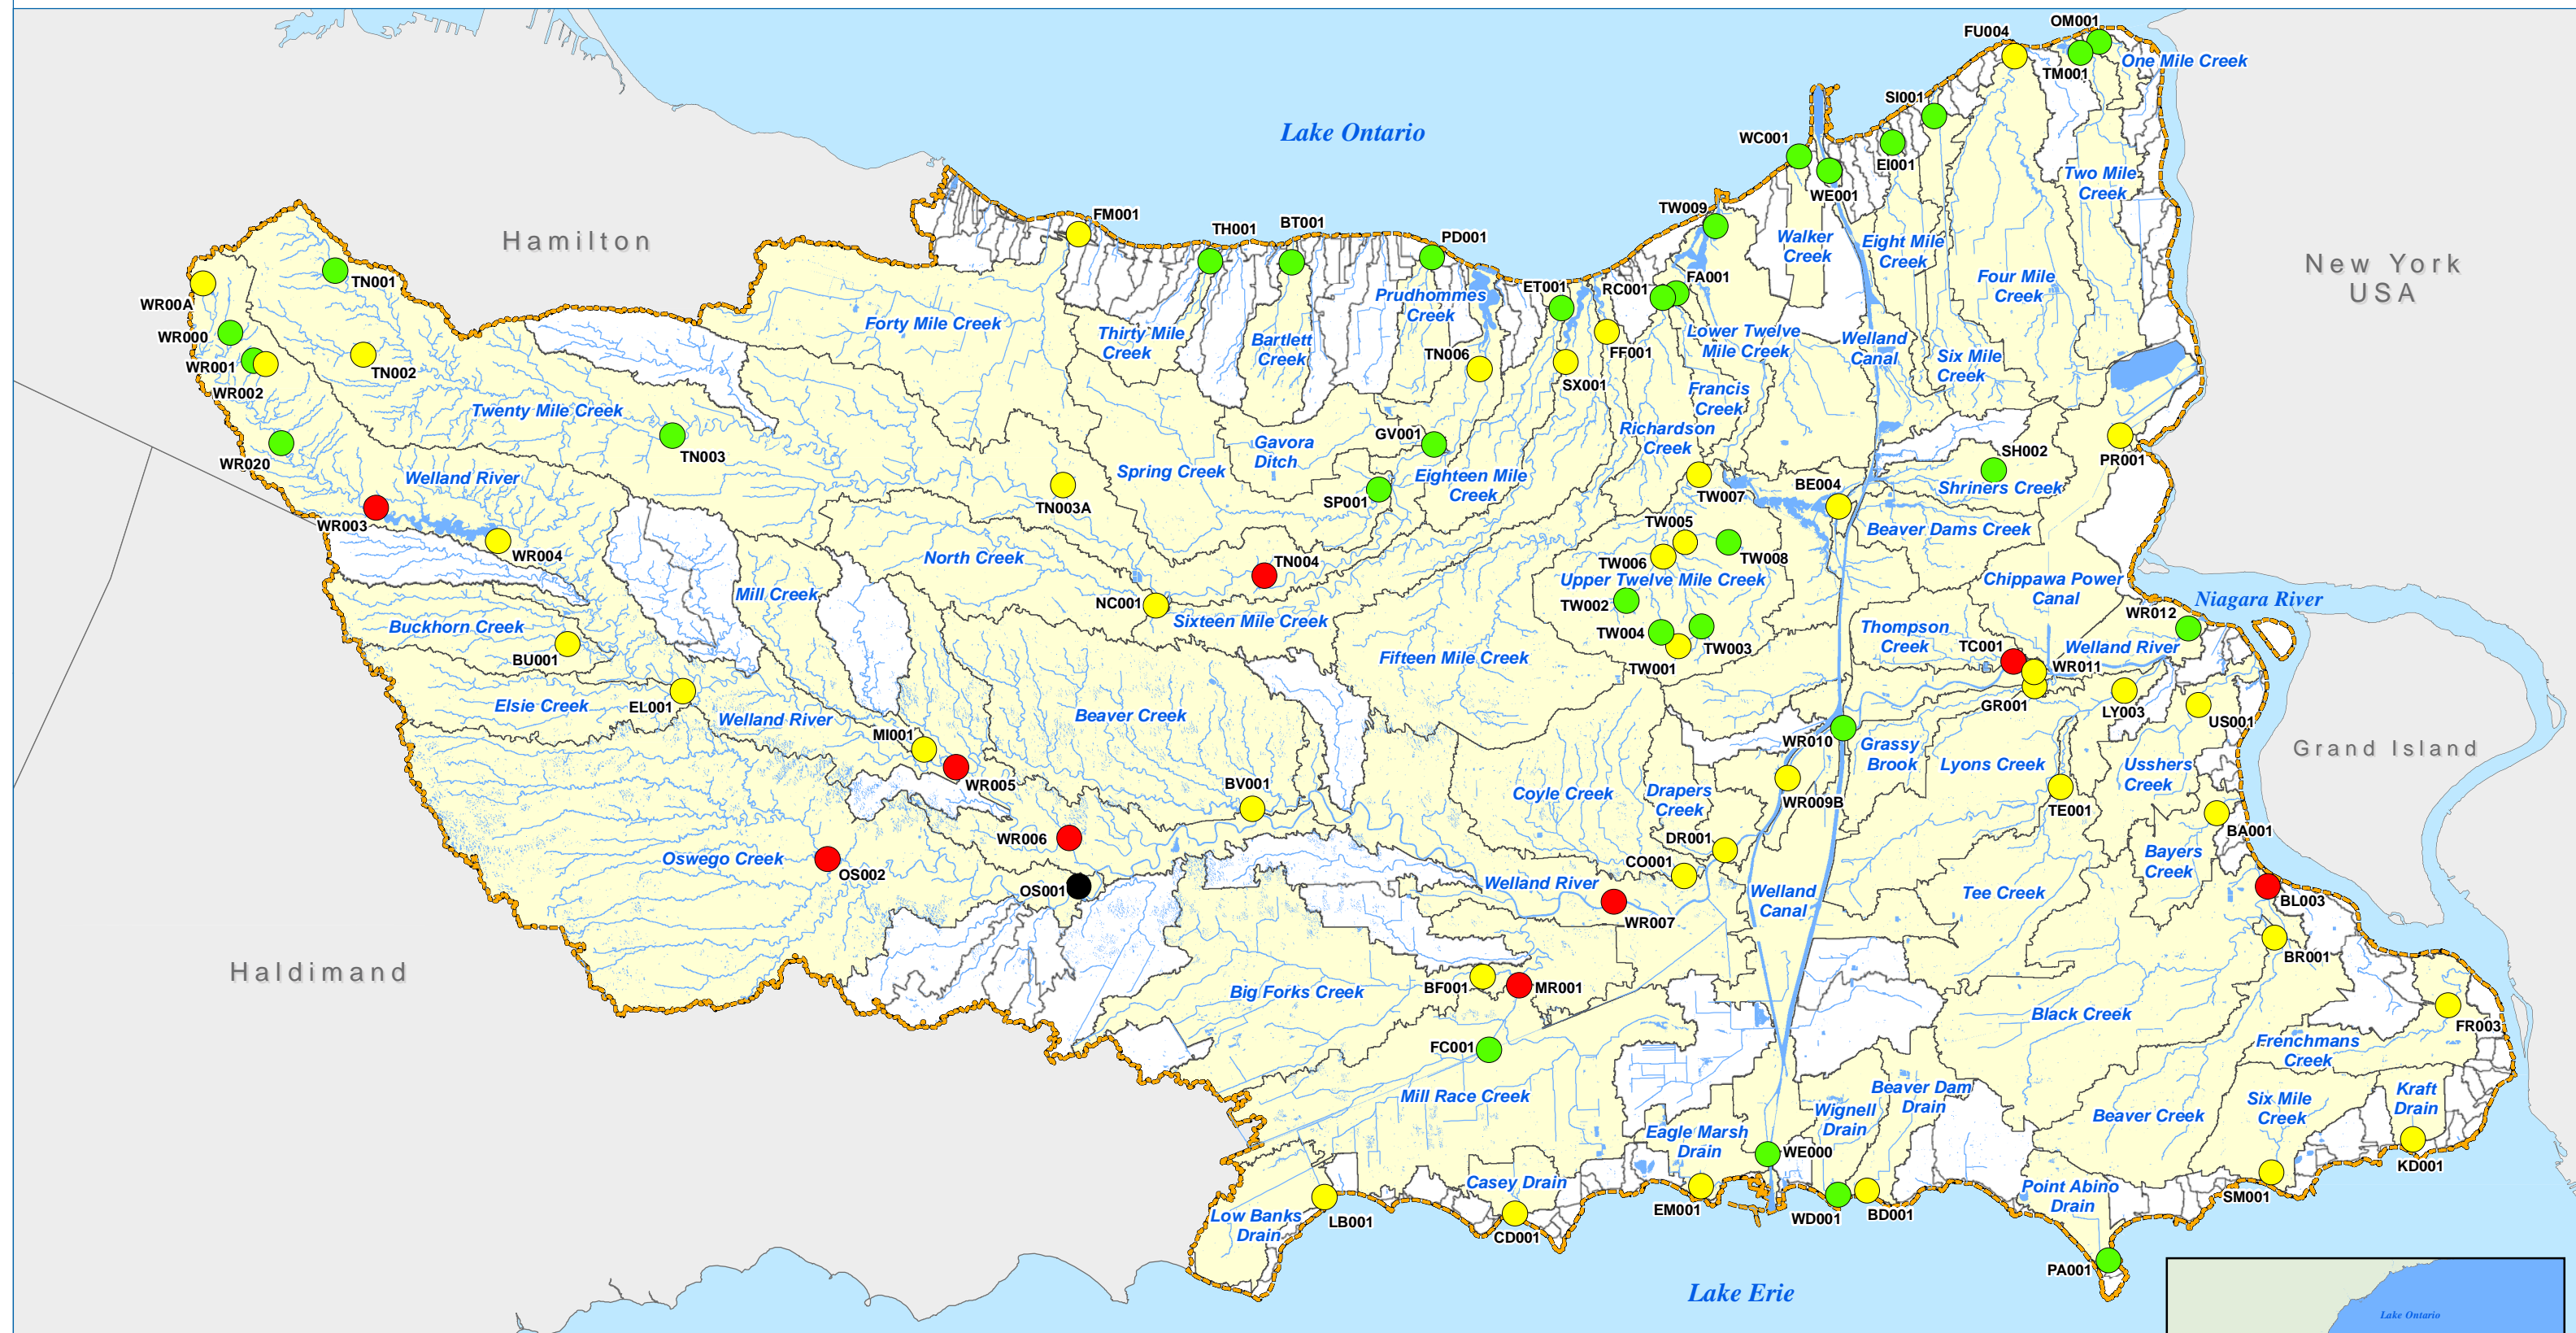 OM001
FU004
One Mile Creek
TM001
SI001
Lake Ontario
WC001
EI001
Two Mile
Creek
WE001
TW009
FM001
TH001
BT001
PD001
Walker
Creek
Eight Mile
Creek
Hamilton
New York
USA
TN001
WR00A
ET001
RC001
FA001
Four Mile
Creek
Prudhommes
Creek
Forty Mile Creek
Thirty Mile
Creek
Bartlett
Creek
Lower Twelve
Mile Creek
Welland
Canal
WR000
FF001
TN006
Six Mile
Creek
WR001
TN002
SX001
WR002
Francis
Creek
Twenty Mile Creek
Richardson
Creek
GV001
Gavora
Ditch
TN003
WR020
SH002
PR001
Spring Creek
Eighteen Mile
Creek
Welland River
BE004
Shriners Creek
SP001
TW007
TN003A
WR003
TW005
Beaver Dams Creek
WR004
North Creek
TN004
TW006
TW008
Upper Twelve Mile Creek
Chippawa Power
Canal
Mill Creek
NC001
TW002
Niagara River
WR012
Buckhorn Creek
Sixteen Mile Creek
TW004
TW003
Thompson
Creek
TC001
Welland River
BU001
Fifteen Mile Creek
TW001
WR011
Elsie Creek
EL001
GR001
LY003
US001
Welland River
Beaver Creek
MI001
WR010
Grassy
Brook
Lyons Creek
Usshers
Creek
Grand Island
WR005
BV001
Coyle Creek
Drapers
Creek
WR009B
TE001
BA001
WR006
DR001
Oswego Creek
OS002
CO001
Bayers
Creek
OS001
Welland River
Welland
Canal
Tee Creek
BL003
WR007
BR001
Haldimand
BF001
MR001
Big Forks Creek
Black Creek
FR003
FC001
Frenchmans
Creek
Mill Race Creek
Beaver Dam
Drain
Wignell
Drain
Beaver Creek
Six Mile
Creek
Kraft
Drain
Eagle Marsh
Drain
WE000
KD001
Casey Drain
Point Abino
Drain
SM001
Low Banks
Drain
LB001
EM001
WD001
BD001
CD001
PA001
Lake Erie
Lake Ontario